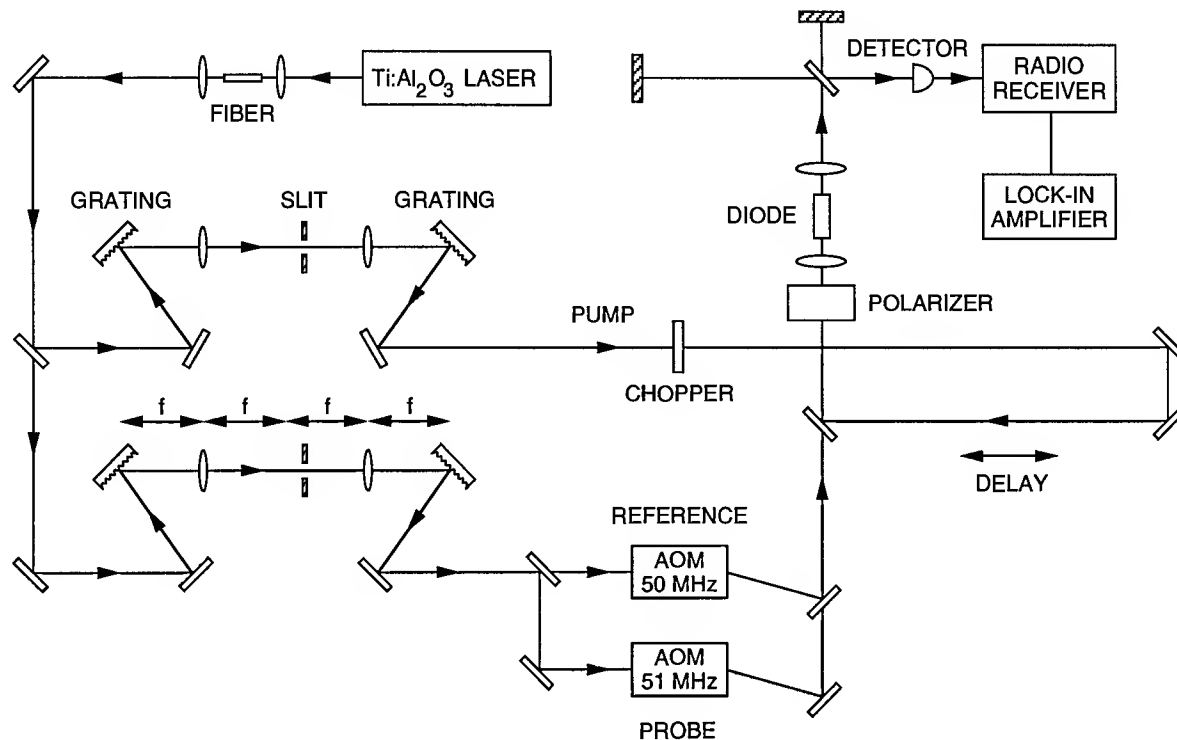 Ti:Al2O3 LASER
FIBER
DETECTOR
RADIO
RECEIVER
LOCK-IN
AMPLIFIER
GRATING
SLIT
GRATING
DIODE
POLARIZER
PUMP
CHOPPER
f
f
f
f
DELAY
REFERENCE
AOM
50 MHz
AOM
51 MHz
PROBE